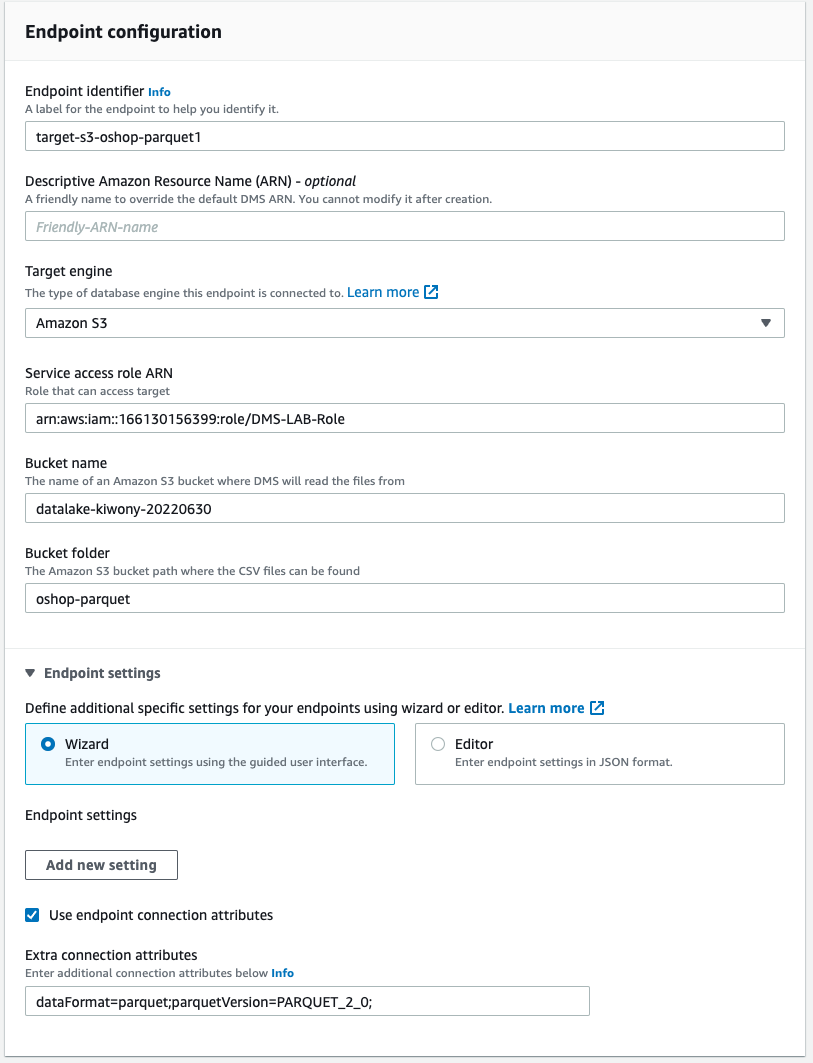 Endpoint configuration
Endpoint identifier Info
A label for the endpoint to help you identify it.
target-s3-oshop-parquet1
Descriptive Amazon Resource Name (ARN) - optional
A friendly name to override the default DMS ARN. You cannot modify it after creation.
Friendly-ARN-name
Target engine
The type of database engine this endpoint is connected to. Learn more
Amazon S3
Service access role ARN
Role that can access target
arn:aws:iam::166130156399:role/DMS-LAB-Role
Bucket name
The name of an Amazon S3 bucket where DMS will read the files from
datalake-kiwony-20220630
Bucket folder
The Amazon S3 bucket path where the CSV files can be found
oshop-parquet
Endpoint settings
Define additional specific settings for your endpoints using wizard or editor. Learn more
Wizard
Enter endpoint settings using the guided user interface.
Editor
Enter endpoint settings in JSON format.
Endpoint settings
Add new setting
Use endpoint connection attributes
Extra connection attributes
Enter additional connection attributes below Info
dataFormat=parquet;parquetVersion=PARQUET_2_0;